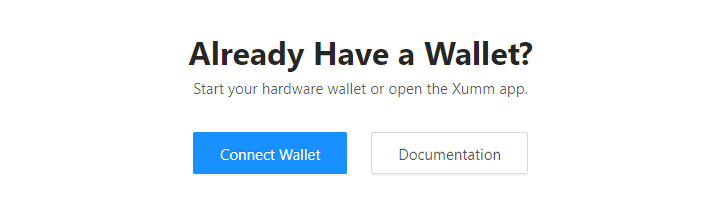 Already Have a Wallet?
Start your hardware wallet or open the Xumm app.
Connect Wallet
Documentation